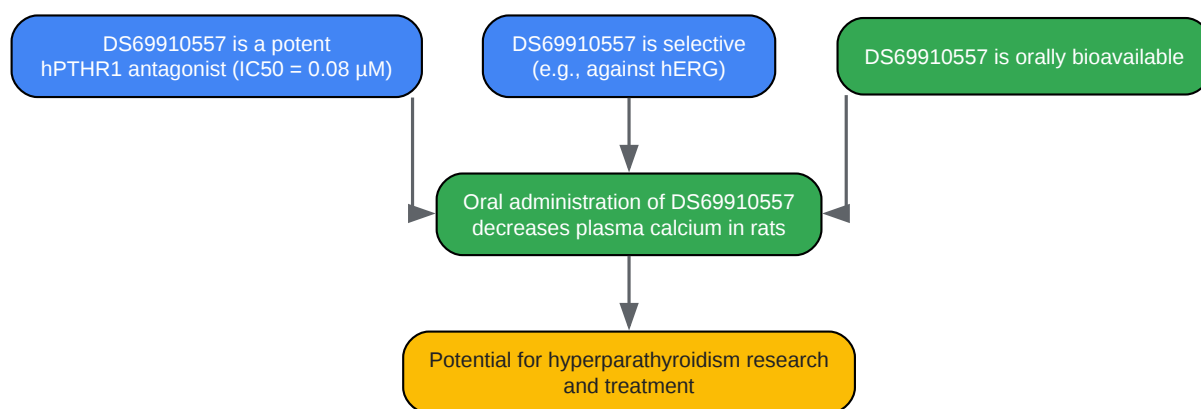 DS69910557 is a potent
hPTHR1 antagonist (IC50 = 0.08 µM)
DS69910557 is selective
(e.g., against hERG)
DS69910557 is orally bioavailable
Oral administration of DS69910557
decreases plasma calcium in rats
Potential for hyperparathyroidism research
and treatment